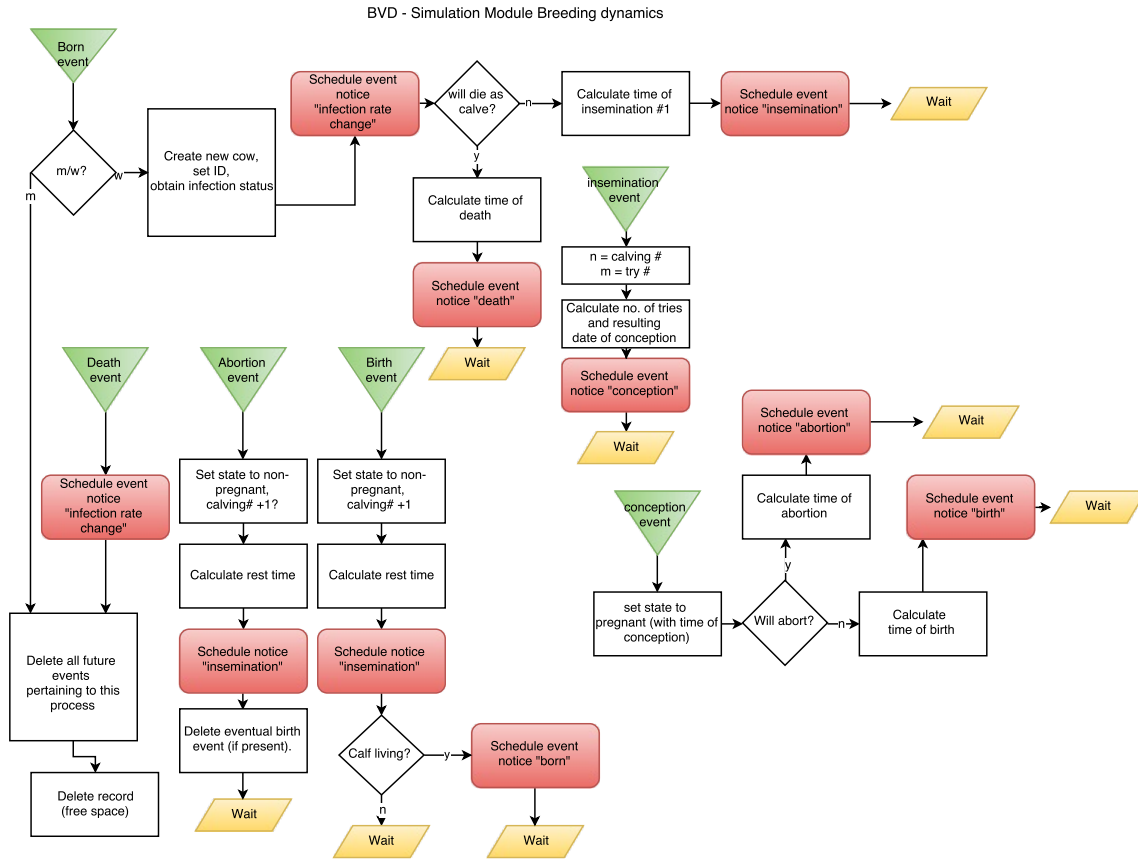 BVD - Simulation Module Breeding dynamics
Born
event
m/w?
m
w
Create new cow,
set ID,
obtain infection status
Schedule event
notice
"infection rate
change"
will die as
calve?
n
y
Calculate time of
insemination #1
Schedule event
notice "insemination"
Wait
Calculate time of
death
Schedule event
notice "death"
Wait
insemination
event
n = calving #
m = try #
Calculate no. of tries
and resulting
date of conception
Schedule event
notice "conception"
Wait
Death
event
Schedule event
notice
"infection rate
change"
Delete all future
events
pertaining to this
process
Delete record
(free space)
Abortion
event
Set state to non-
pregnant,
calving# +1?
Calculate rest time
Schedule notice
"insemination"
Delete eventual birth
event (if present).
Wait
Birth
event
Set state to non-
pregnant,
calving# +1
Calculate rest time
Schedule notice
"insemination"
Calf living?
y
n
Wait
Schedule event
notice "born"
Wait
conception
event
set state to
pregnant (with time of
conception)
Will abort?
y
n
Calculate time of
abortion
Schedule event
notice "abortion"
Wait
Calculate
time of birth
Schedule event
notice "birth"
Wait